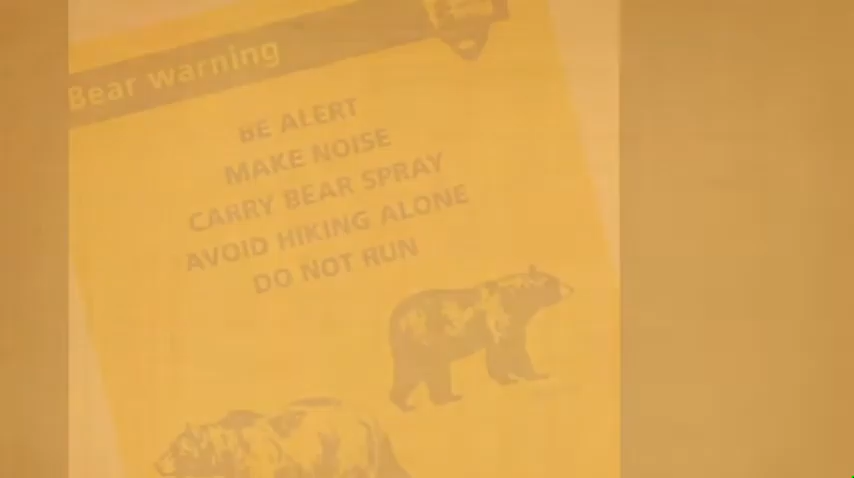 Bear warning
BE ALERT
MAKE NOISE
CARRY BEAR SPRAY
AVOID HIKING ALONE
DO NOT RUN